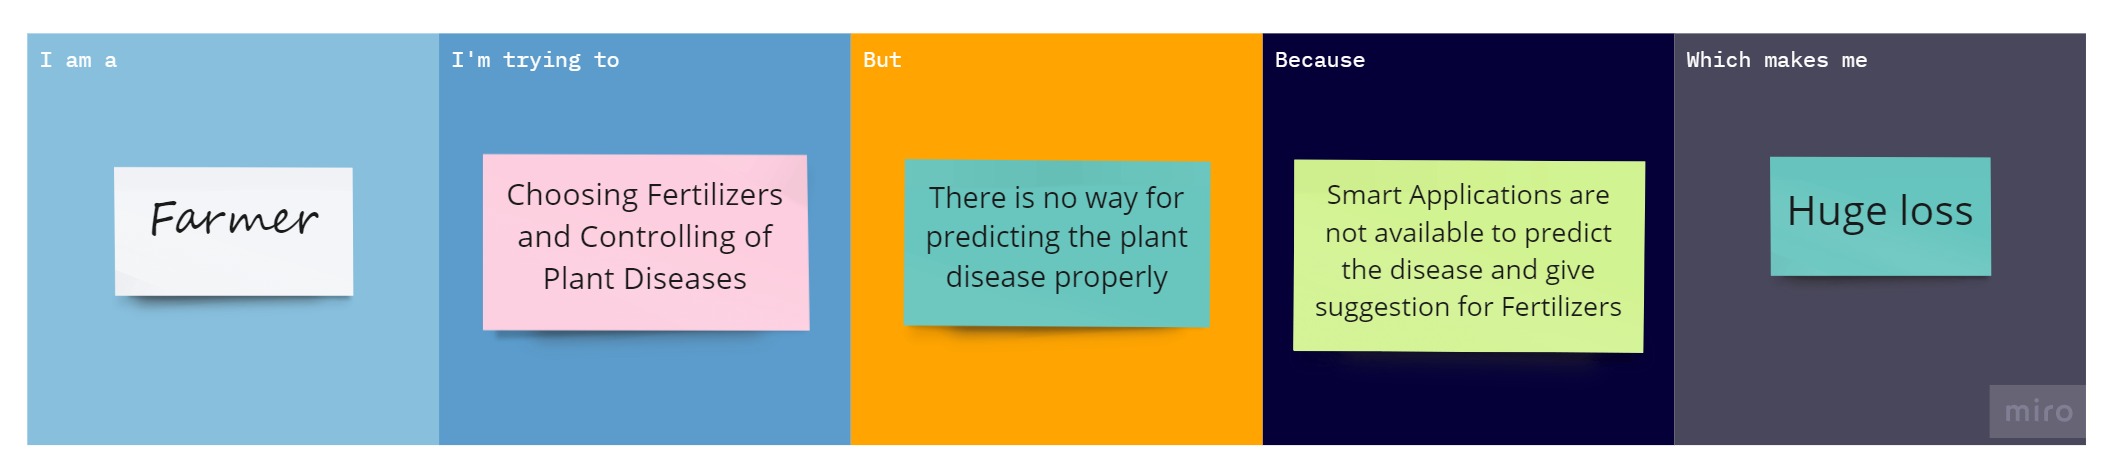 I am a
Farmer
I'm trying to
Choosing Fertilizers
and Controlling of
Plant Diseases
But
There is no way for
predicting the plant
disease properly
Because
Smart Applications are
not available to predict
the disease and give
suggestion for Fertilizers
Which makes me
Huge loss
miro